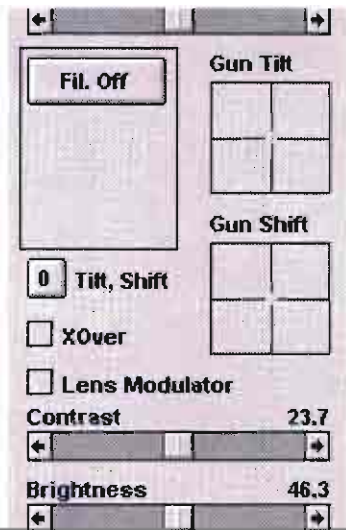 Fil. Off
Gun Tilt
Gun Shift
0 Tilt, Shift
XOver
Lens Modulator
Contrast 23.7
Brightness 46.3